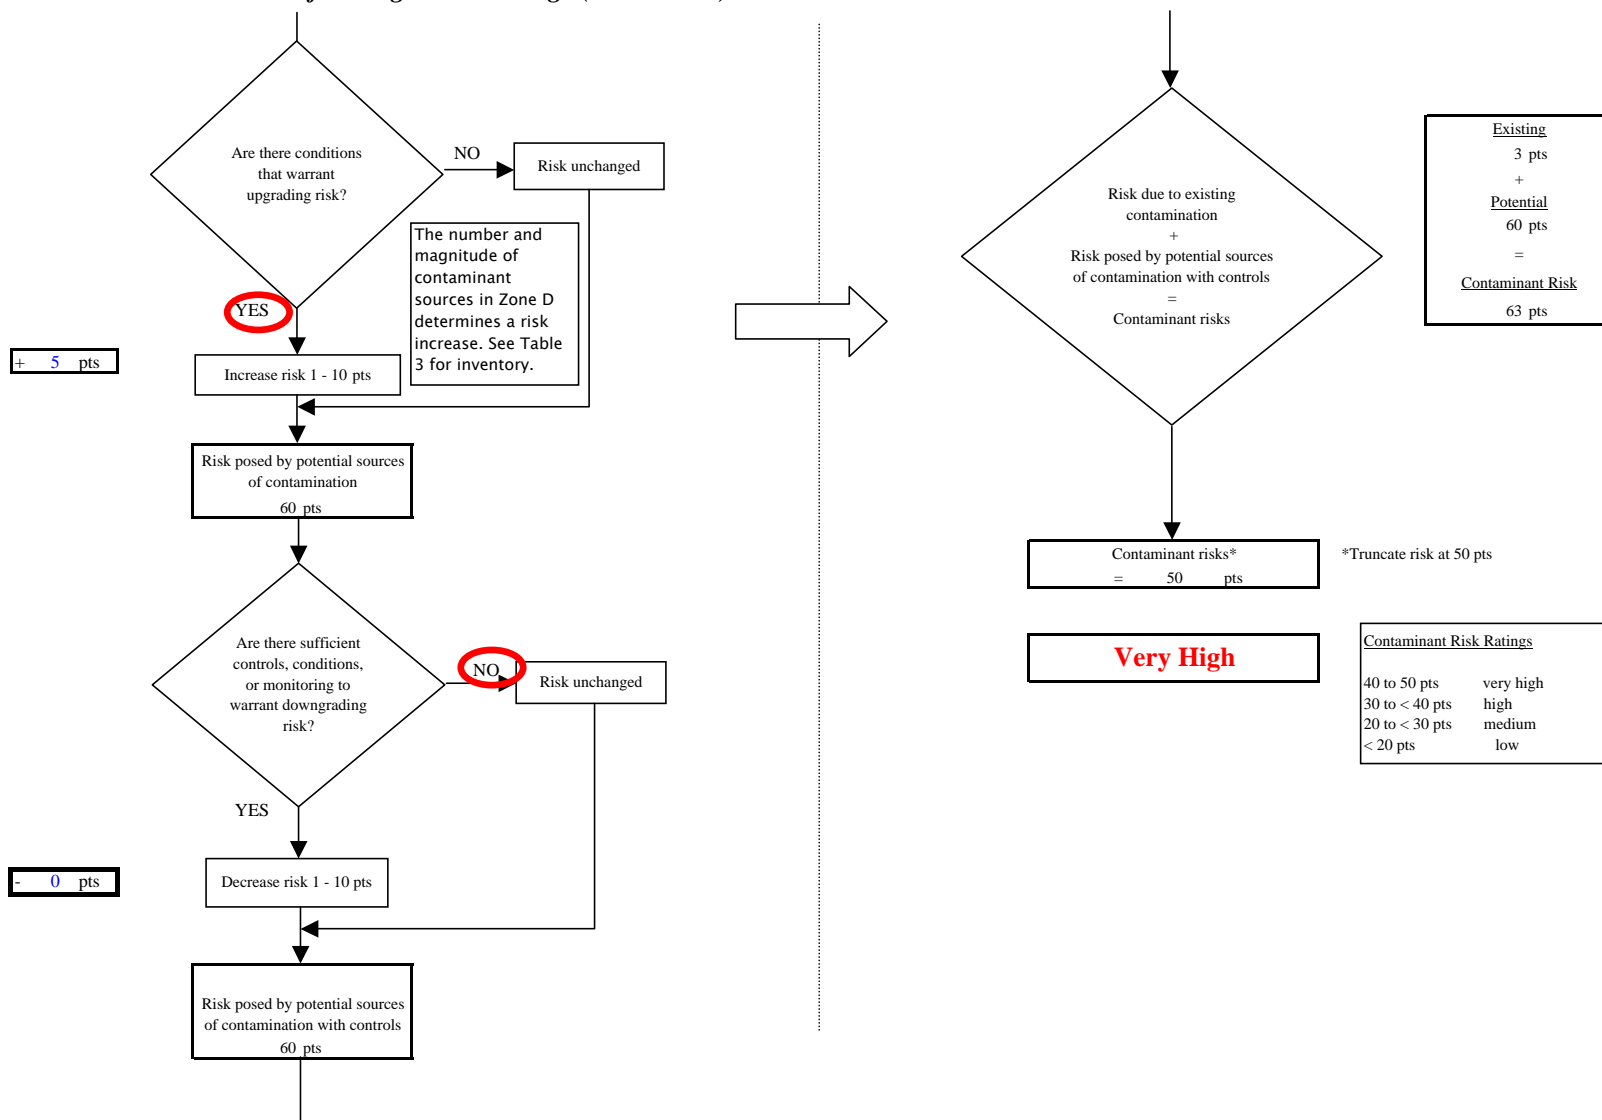 Are there conditions
that warrant
upgrading risk?
NO
Risk unchanged
The number and
magnitude of
contaminant
sources in Zone D
determines a risk
increase. See Table
3 for inventory.
YES
+ 5 pts
Increase risk 1 - 10 pts
Risk posed by potential sources
of contamination
60 pts
Are there sufficient
controls, conditions,
or monitoring to
warrant downgrading
risk?
NO
Risk unchanged
YES
- 0 pts
Decrease risk 1 - 10 pts
Risk posed by potential sources
of contamination with controls
60 pts
Risk due to existing
contamination
+
Risk posed by potential sources
of contamination with controls
=
Contaminant risks
Existing
3 pts
+
Potential
60 pts
=
Contaminant Risk
63 pts
Contaminant risks*
= 50 pts
*Truncate risk at 50 pts
Very High
Contaminant Risk Ratings
40 to 50 pts very high
30 to < 40 pts high
20 to < 30 pts medium
< 20 pts low